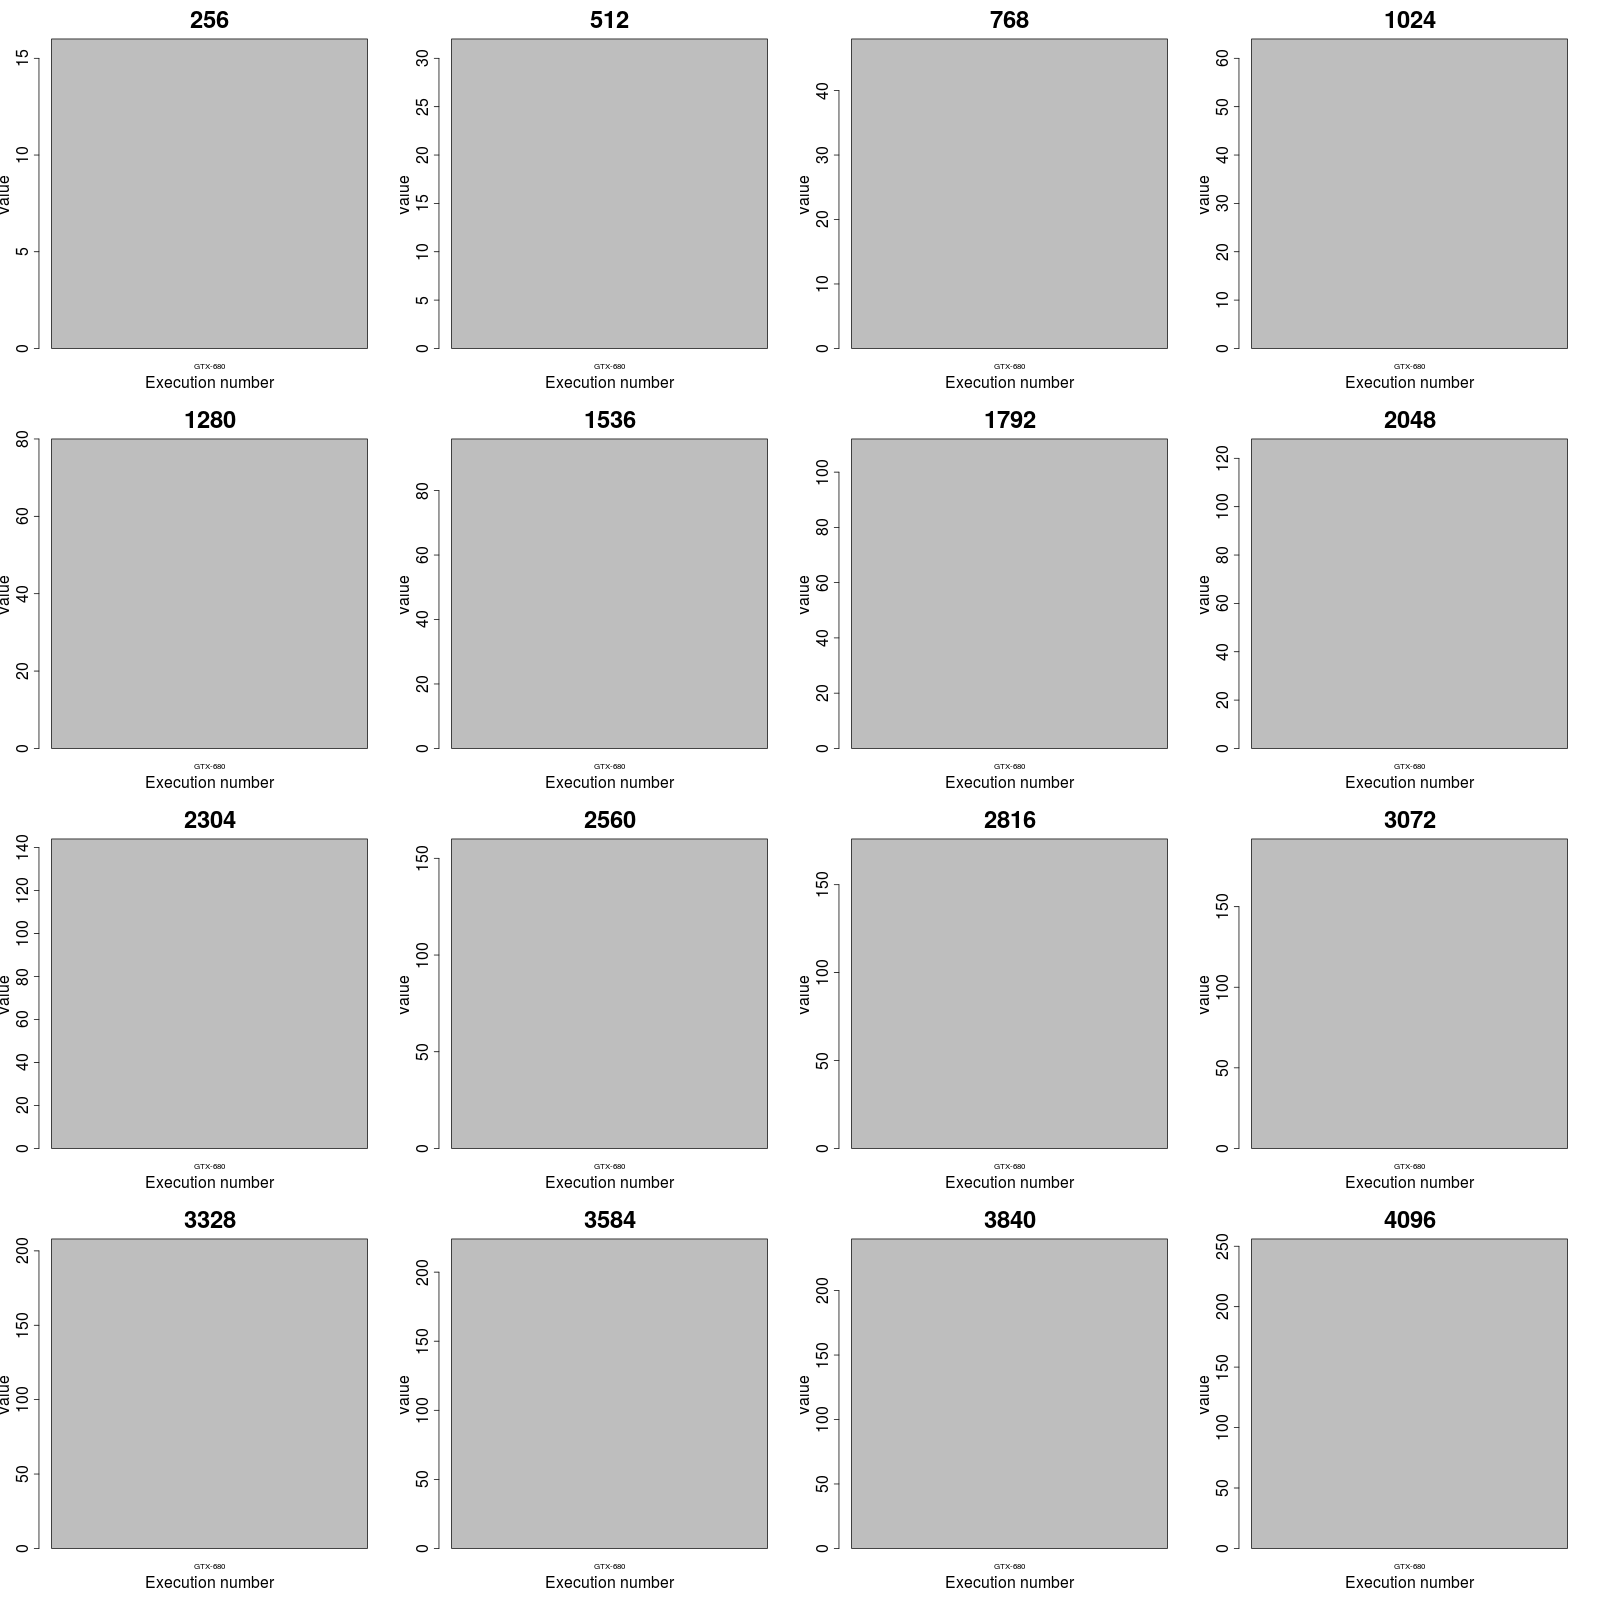 256 512 768 1024
value 0 5 10 15
value 0 5 10 15 20 25 30
value 0 10 20 30 40
value 0 10 20 30 40 50 60
GTX-680 GTX-680 GTX-680 GTX-680
Execution number Execution number Execution number Execution number
1280 1536 1792 2048
value 0 20 40 60 80
value 0 20 40 60 80
value 0 20 40 60 80 100
value 0 20 40 60 80 100 120
GTX-680 GTX-680 GTX-680 GTX-680
Execution number Execution number Execution number Execution number
2304 2560 2816 3072
value 0 20 40 60 80 100 120 140
value 0 50 100 150
value 0 50 100 150
value 0 50 100 150
GTX-680 GTX-680 GTX-680 GTX-680
Execution number Execution number Execution number Execution number
3328 3584 3840 4096
value 0 50 100 150 200
value 0 50 100 150 200
value 0 50 100 150 200
value 0 50 100 150 200 250
GTX-680 GTX-680 GTX-680 GTX-680
Execution number Execution number Execution number Execution number